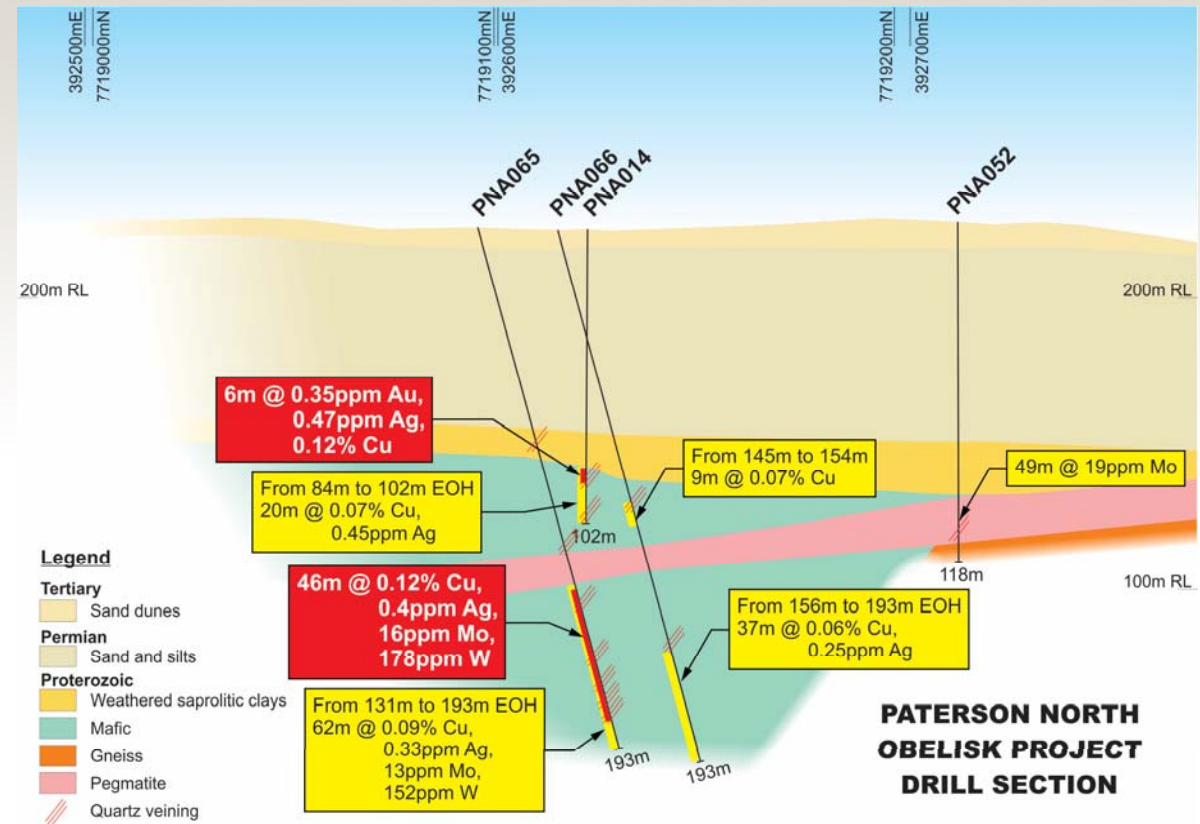 392500mE
7719000mN
7719100mN
392600mE
7719200mN
392700mE
PNA065
PNA066
PNA014
PNA052
200m RL
200m RL
6m @ 0.35ppm Au,
0.47ppm Ag,
0.12% Cu
From 145m to 154m
9m @ 0.07% Cu
49m @ 19ppm Mo
From 84m to 102m EOH
20m @ 0.07% Cu,
0.45ppm Ag
102m
118m
100m RL
46m @ 0.12% Cu,
0.4ppm Ag,
16ppm Mo,
178ppm W
From 156m to 193m EOH
37m @ 0.06% Cu,
0.25ppm Ag
From 131m to 193m EOH
62m @ 0.09% Cu,
0.33ppm Ag,
13ppm Mo,
152ppm W
193m
193m
Legend
Tertiary
Sand dunes
Permian
Sand and silts
Proterozoic
Weathered saprolitic clays
Mafic
Gneiss
Pegmatite
Quartz veining
PATERSON NORTH
OBELISK PROJECT
DRILL SECTION